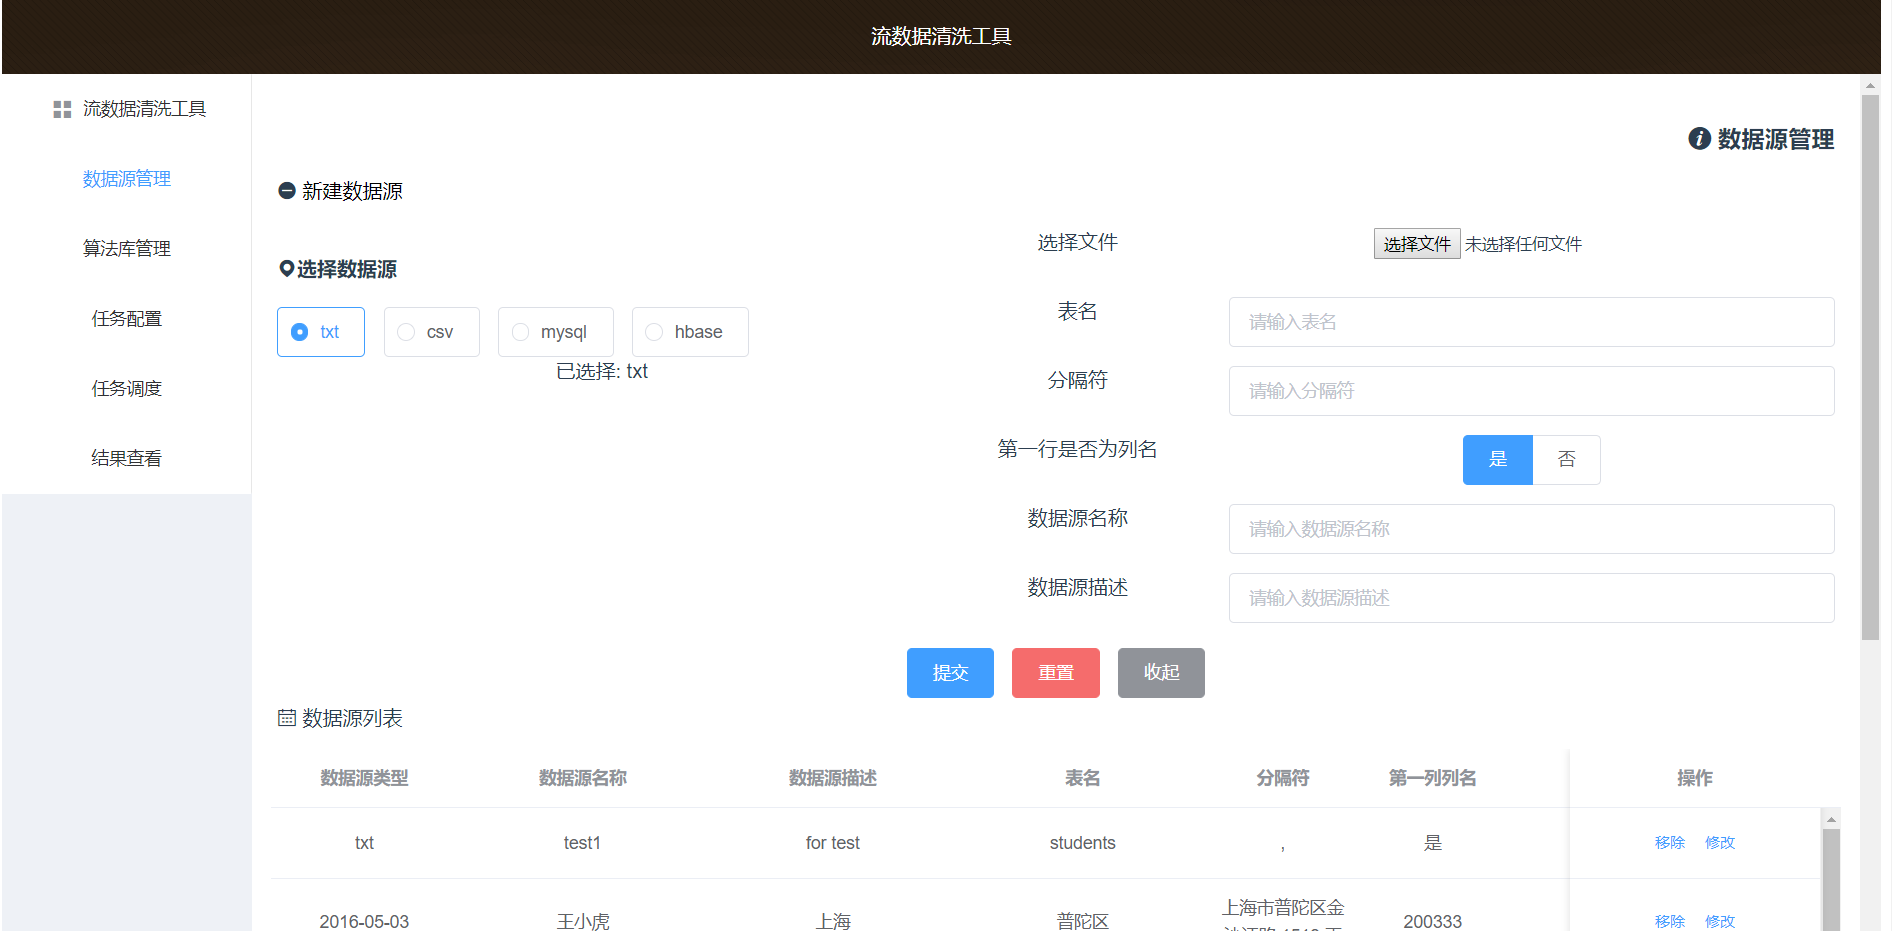 流数据清洗工具
流数据清洗工具
数据源管理
算法库管理
任务配置
任务调度
结果查看
数据源管理
新建数据源
选择数据源
txt csv mysql hbase
已选择: txt
选择文件 选择文件 未选择任何文件
表名 请输入表名
分隔符 请输入分隔符
第一行是否为列名 是 否
数据源名称 请输入数据源名称
数据源描述 请输入数据源描述
提交 重置 收起
数据源列表
数据源类型 数据源名称 数据源描述 表名 分隔符 第一列列名 操作
txt test1 for test students , 是 移除 修改
2016-05-03 王小虎 上海 普陀区 上海市普陀区金 200333 移除 修改